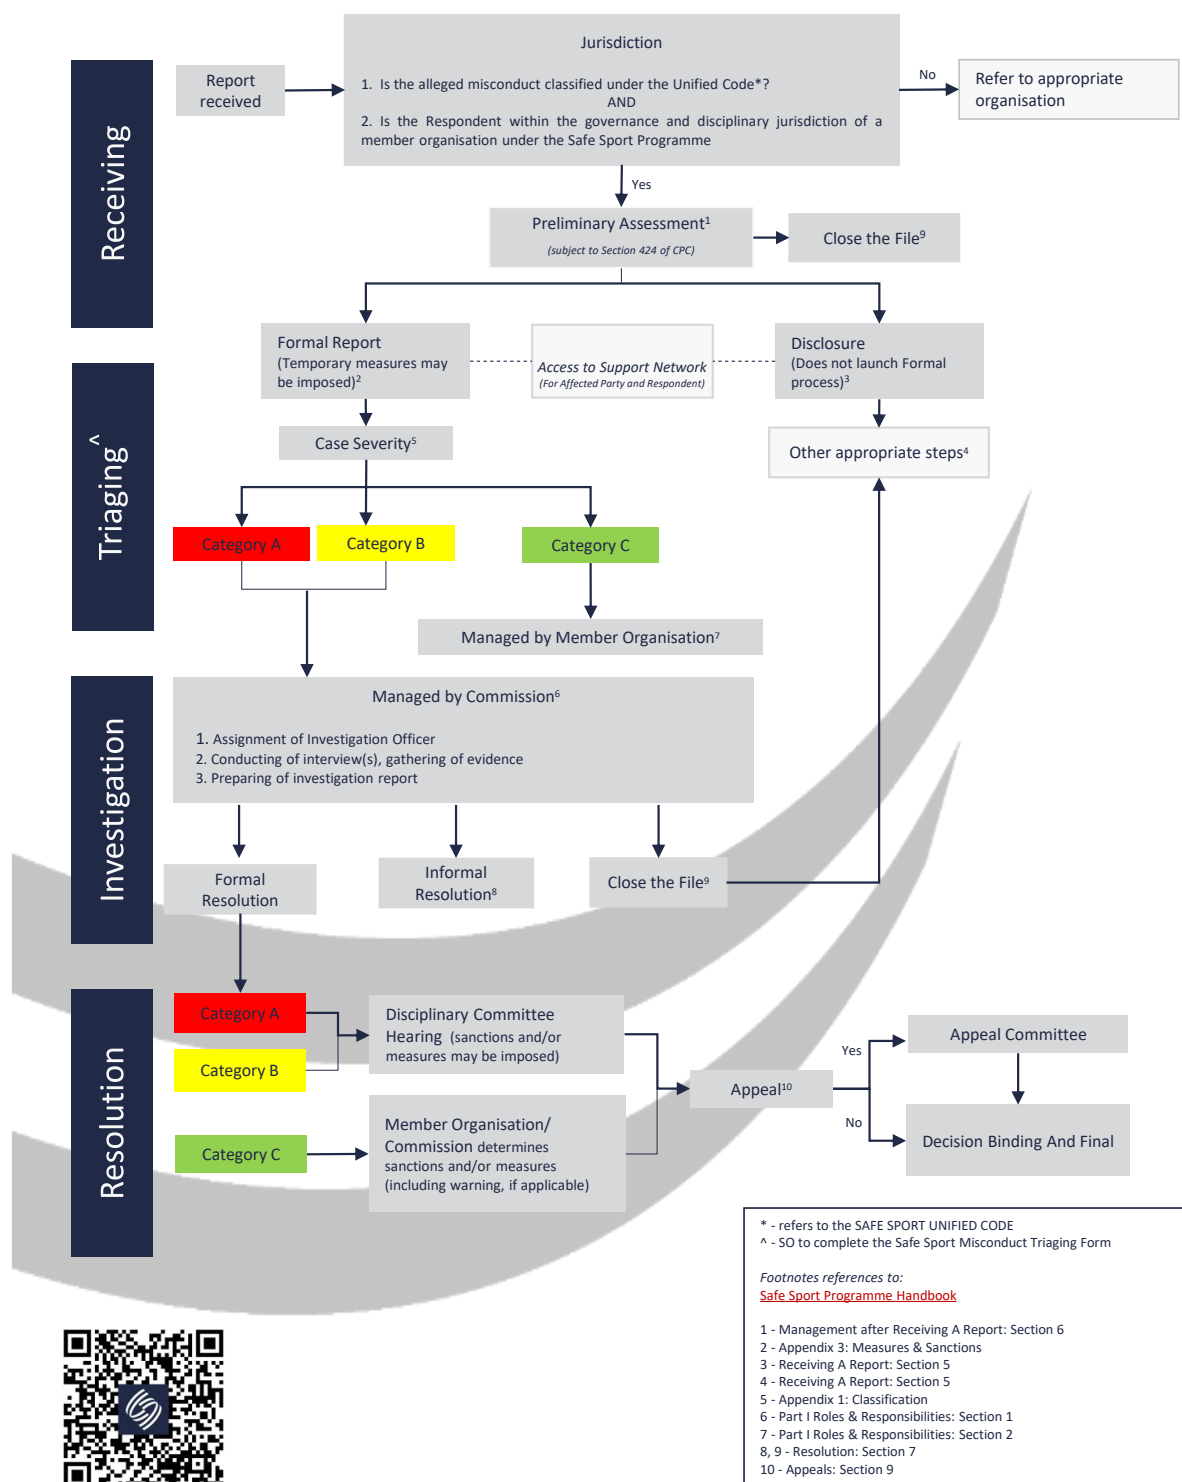 Receiving
Report
received
Jurisdiction
1. Is the alleged misconduct classified under the Unified Code*?
AND
2. Is the Respondent within the governance and disciplinary jurisdiction of a
member organisation under the Safe Sport Programme
No
Refer to appropriate
organisation
Yes
Preliminary Assessment¹
(subject to Section 424 of CPC)
Close the File⁹
Triaging^
Formal Report
(Temporary measures may
be imposed)²
Access to Support Network
(For Affected Party and Respondent)
Disclosure
(Does not launch Formal
process)³
Case Severity⁵
Other appropriate steps⁴
Category A
Category B
Category C
Managed by Member Organisation⁷
Investigation
Managed by Commission⁶
1. Assignment of Investigation Officer
2. Conducting of interview(s), gathering of evidence
3. Preparing of investigation report
Formal
Resolution
Informal
Resolution⁸
Close the File⁹
Resolution
Category A
Category B
Disciplinary Committee
Hearing (sanctions and/or
measures may be imposed)
Category C
Member Organisation/
Commission determines
sanctions and/or measures
(including warning, if applicable)
Appeal¹⁰
Yes
No
Appeal Committee
Decision Binding And Final
* - refers to the SAFE SPORT UNIFIED CODE
^ - SO to complete the Safe Sport Misconduct Triaging Form
Footnotes references to:
Safe Sport Programme Handbook
1 - Management after Receiving A Report: Section 6
2 - Appendix 3: Measures & Sanctions
3 - Receiving A Report: Section 5
4 - Receiving A Report: Section 5
5 - Appendix 1: Classification
6 - Part I Roles & Responsibilities: Section 1
7 - Part I Roles & Responsibilities: Section 2
8, 9 - Resolution: Section 7
10 - Appeals: Section 9